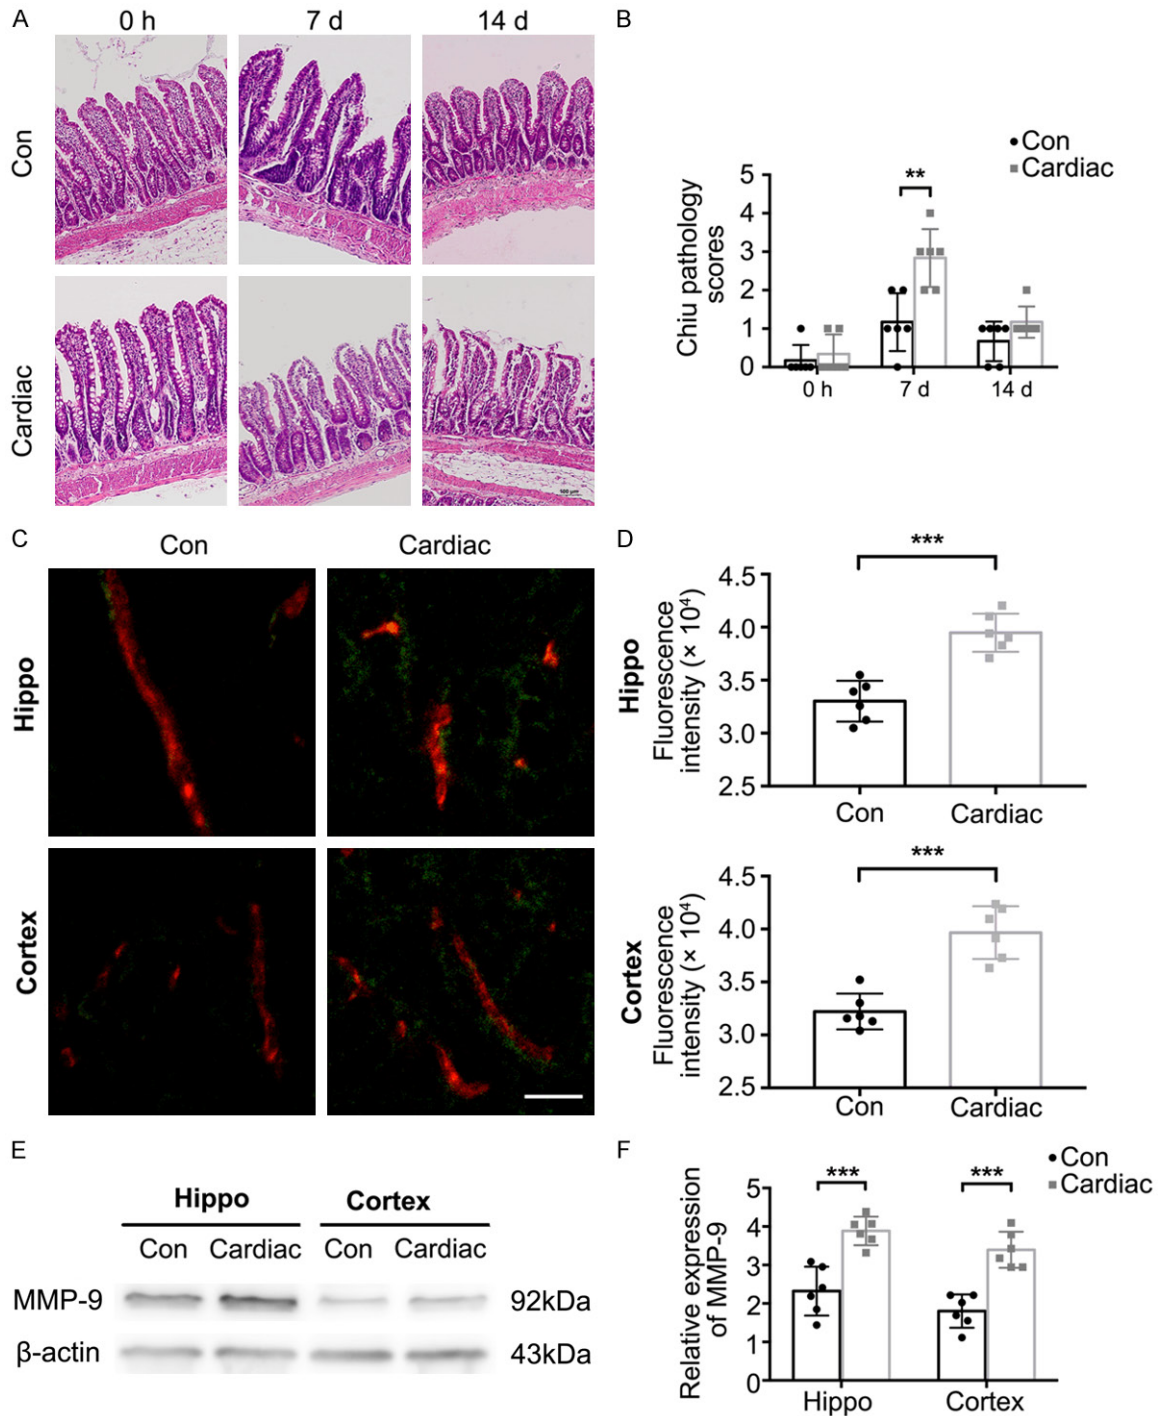 A
0 h
7 d
14 d
Con
Cardiac
100 μm
B
Con
Cardiac
**
Chiu pathology
scores
5
4
3
2
1
0
0 h
7 d
14 d
C
Con
Cardiac
Hippo
Cortex
D
***
Hippo
Fluorescence
intensity (× 10⁴)
4.5
4.0
3.5
3.0
2.5
Con
Cardiac
***
Cortex
Fluorescence
intensity (× 10⁴)
4.5
4.0
3.5
3.0
2.5
Con
Cardiac
E
Hippo
Cortex
Con
Cardiac
Con
Cardiac
MMP-9
92kDa
β-actin
43kDa
F
Con
Cardiac
***
***
Relative expression
of MMP-9
5
4
3
2
1
0
Hippo
Cortex